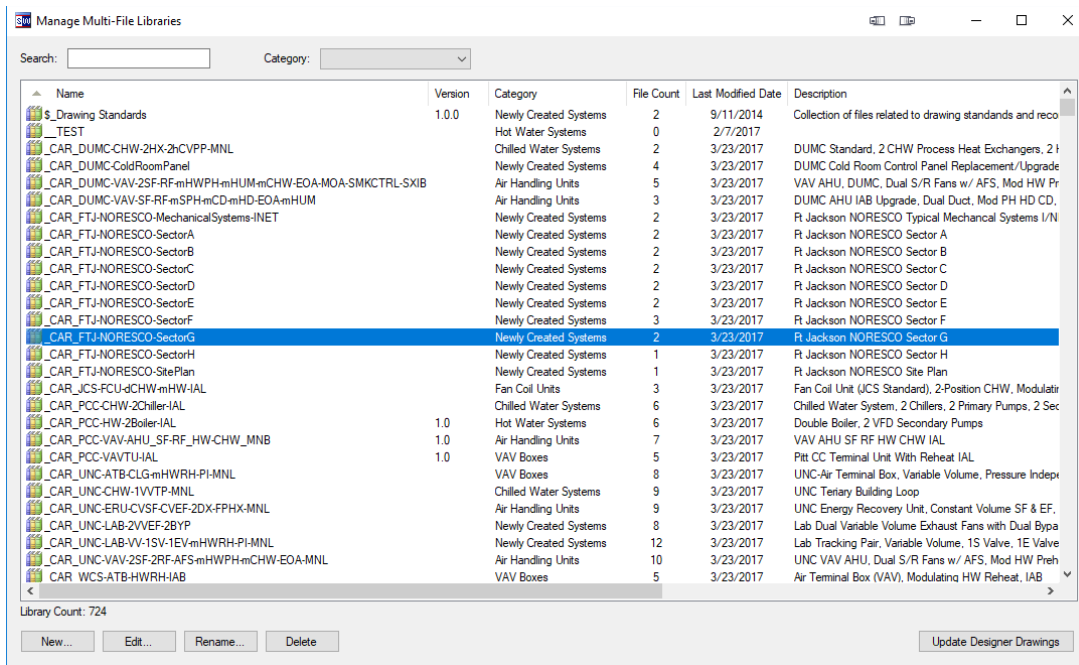 SW Manage Multi-File Libraries
Search: Category:
Name Version Category File Count Last Modified Date Description
$_Drawing Standards 1.0.0 Newly Created Systems 2 9/11/2014 Collection of files related to drawing standards and reco
__TEST Hot Water Systems 0 2/7/2017
_CAR_DUMC-CHW-2HX-2hCVPP-MNL Chilled Water Systems 2 3/23/2017 DUMC Standard, 2 CHW Process Heat Exchangers, 2 H
_CAR_DUMC-ColdRoomPanel Newly Created Systems 4 3/23/2017 DUMC Cold Room Control Panel Replacement/Upgrade
_CAR_DUMC-VAV-2SF-RF-mHWPH-mHUM-mCHW-EOA-MOA-SMKCTRL-SXIB Air Handling Units 5 3/23/2017 VAV AHU, DUMC, Dual S/R Fans w/ AFS, Mod HW Pr
_CAR_DUMC-VAV-SF-RF-mSPH-mCD-mHD-EOA-mHUM Air Handling Units 3 3/23/2017 DUMC AHU IAB Upgrade, Dual Duct, Mod PH HD CD,
_CAR_FTJ-NORESCO-MechanicalSystems-INET Newly Created Systems 2 3/23/2017 Ft Jackson NORESCO Typical Mechancal Systems I/N
_CAR_FTJ-NORESCO-SectorA Newly Created Systems 2 3/23/2017 Ft Jackson NORESCO Sector A
_CAR_FTJ-NORESCO-SectorB Newly Created Systems 2 3/23/2017 Ft Jackson NORESCO Sector B
_CAR_FTJ-NORESCO-SectorC Newly Created Systems 2 3/23/2017 Ft Jackson NORESCO Sector C
_CAR_FTJ-NORESCO-SectorD Newly Created Systems 2 3/23/2017 Ft Jackson NORESCO Sector D
_CAR_FTJ-NORESCO-SectorE Newly Created Systems 2 3/23/2017 Ft Jackson NORESCO Sector E
_CAR_FTJ-NORESCO-SectorF Newly Created Systems 3 3/23/2017 Ft Jackson NORESCO Sector F
_CAR_FTJ-NORESCO-SectorG Newly Created Systems 2 3/23/2017 Ft Jackson NORESCO Sector G
_CAR_FTJ-NORESCO-SectorH Newly Created Systems 1 3/23/2017 Ft Jackson NORESCO Sector H
_CAR_FTJ-NORESCO-SitePlan Newly Created Systems 1 3/23/2017 Ft Jackson NORESCO Site Plan
_CAR_JCS-FCU-dCHW-mHW-IAL Fan Coil Units 3 3/23/2017 Fan Coil Unit (JCS Standard), 2-Position CHW, Modulatin
_CAR_PCC-CHW-2Chiller-IAL Chilled Water Systems 6 3/23/2017 Chilled Water System, 2 Chillers, 2 Primary Pumps, 2 Sec
_CAR_PCC-HW-2Boiler-IAL 1.0 Hot Water Systems 6 3/23/2017 Double Boiler, 2 VFD Secondary Pumps
_CAR_PCC-VAV-AHU_SF-RF_HW-CHW_MNB 1.0 Air Handling Units 7 3/23/2017 VAV AHU SF RF HW CHW IAL
_CAR_PCC-VAVTU-IAL 1.0 VAV Boxes 5 3/23/2017 Pitt CC Terminal Unit With Reheat IAL
_CAR_UNC-ATB-CLG-mHWRH-PI-MNL VAV Boxes 8 3/23/2017 UNC-Air Terminal Box, Variable Volume, Pressure Indepe
_CAR_UNC-CHW-1VVTP-MNL Chilled Water Systems 9 3/23/2017 UNC Teriary Building Loop
_CAR_UNC-ERU-CVSF-CVEF-2DX-FPHX-MNL Air Handling Units 9 3/23/2017 UNC Energy Recovery Unit, Constant Volume SF & EF,
_CAR_UNC-LAB-2VVEF-2BYP Newly Created Systems 8 3/23/2017 Lab Dual Variable Volume Exhaust Fans with Dual Bypa
_CAR_UNC-LAB-VV-1SV-1EV-mHWRH-PI-MNL Newly Created Systems 12 3/23/2017 Lab Tracking Pair, Variable Volume, 1S Valve, 1E Valve
_CAR_UNC-VAV-2SF-2RF-AFS-mHWPH-mCHW-EOA-MNL Air Handling Units 10 3/23/2017 UNC VAV AHU, Dual S/R Fans w/ AFS, Mod HW Preh
_CAR_WCS-ATB-HWRH-IAB VAV Boxes 5 3/23/2017 Air Terminal Box (VAV), Modulating HW Reheat, IAB
Library Count: 724
New... Edit... Rename... Delete Update Designer Drawings